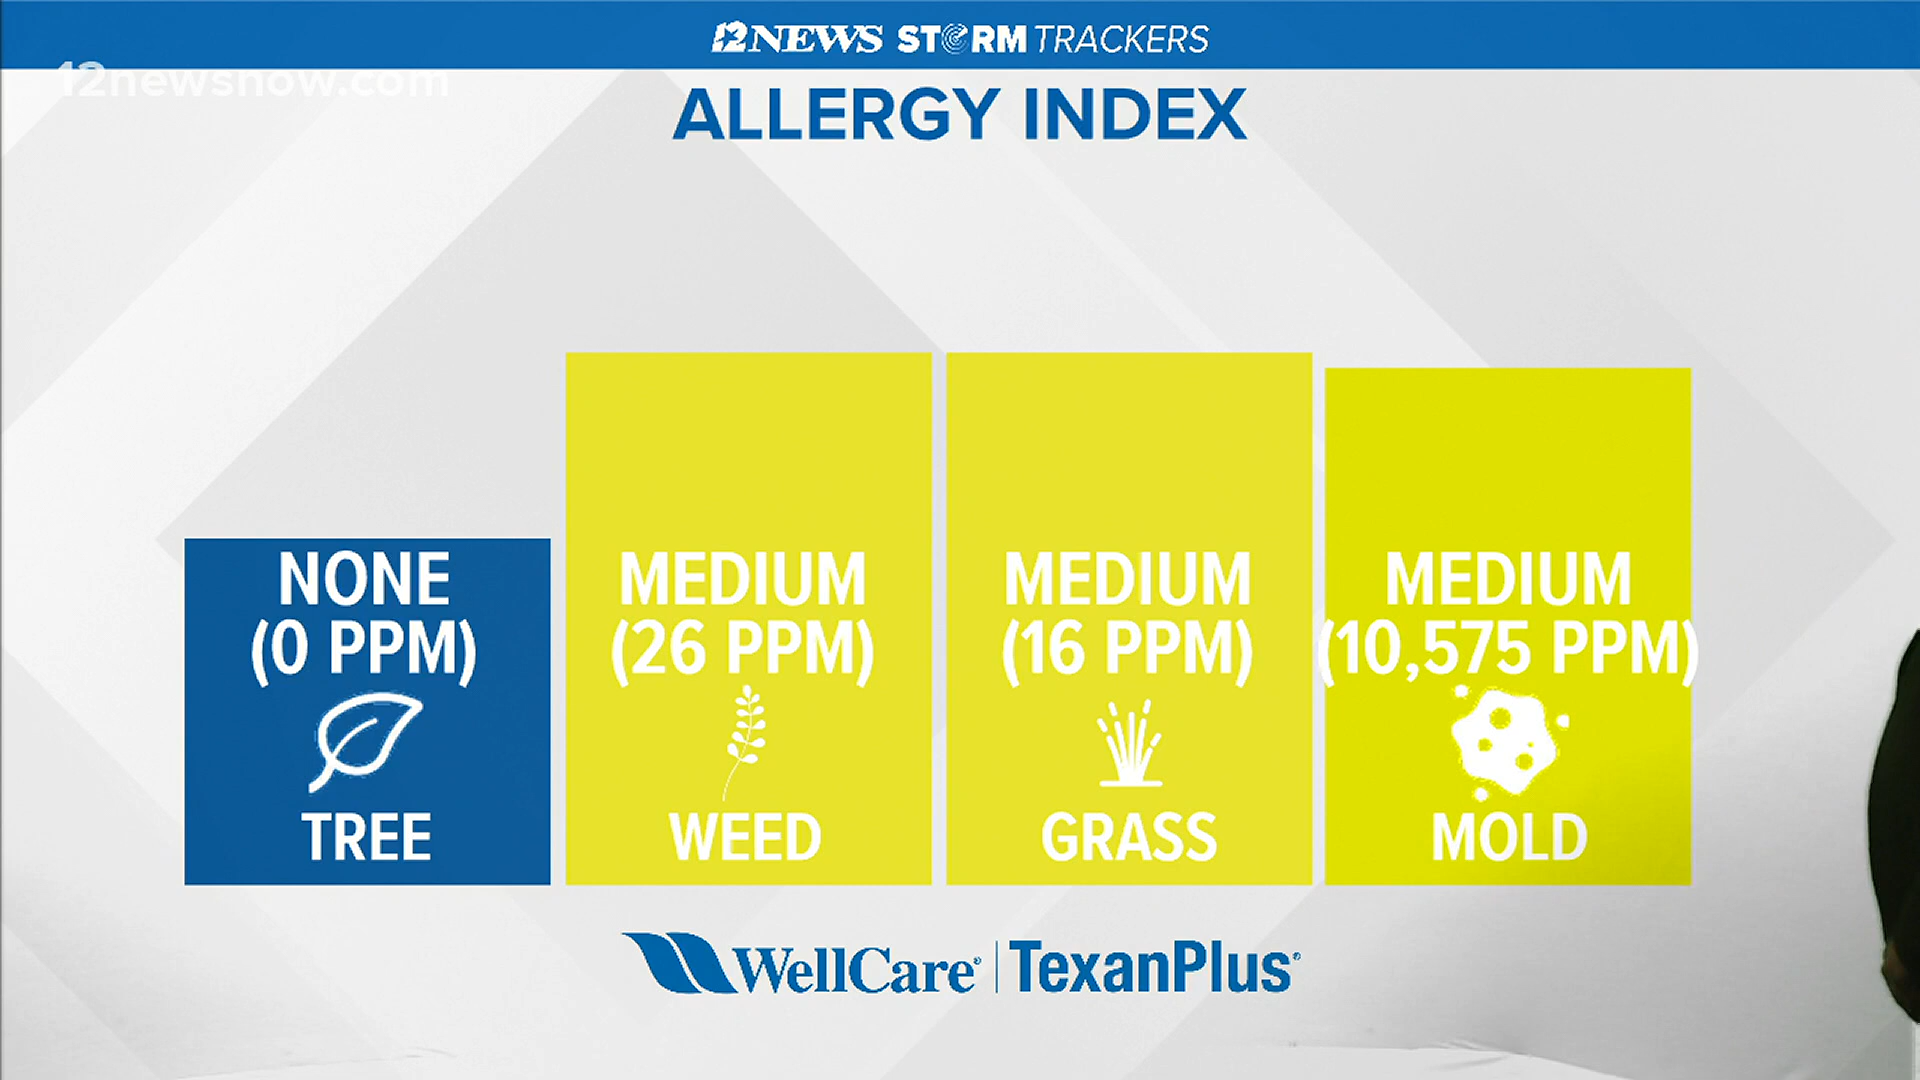 12NEWS STORM TRACKERS
12newsnow.com
ALLERGY INDEX
NONE
(0 PPM)
TREE
MEDIUM
(26 PPM)
WEED
MEDIUM
(16 PPM)
GRASS
MEDIUM
(10,575 PPM)
MOLD
WellCare® | TexanPlus®